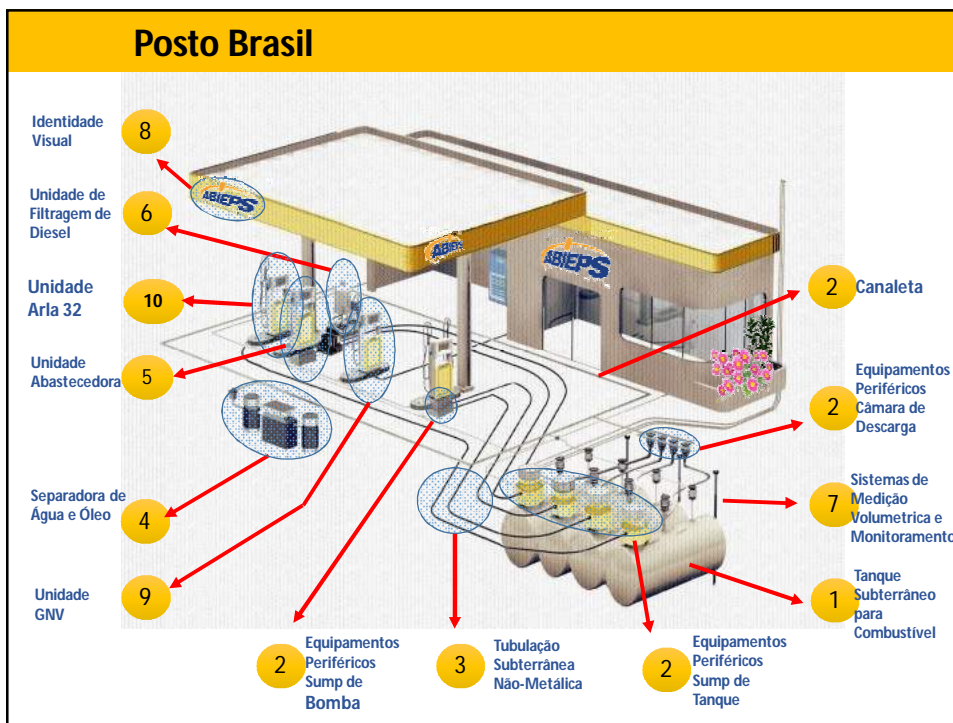 Posto Brasil
Identidade
Visual
8
Unidade de
Filtragem de
Diesel
6
Unidade
Arla 32
10
Unidade
Abastecedora
5
Separadora de
Água e Óleo
4
Unidade
GNV
9
ABIEPS
ABIEPS
ABIEPS
2
Canaleta
2
Equipamentos
Periféricos
Câmara de
Descarga
7
Sistemas de
Medição
Volumetrica e
Monitoramento
1
Tanque
Subterrâneo
para
Combustível
2
Equipamentos
Periféricos
Sump de
Bomba
3
Tubulação
Subterrânea
Não-Metálica
2
Equipamentos
Periféricos
Sump de
Tanque